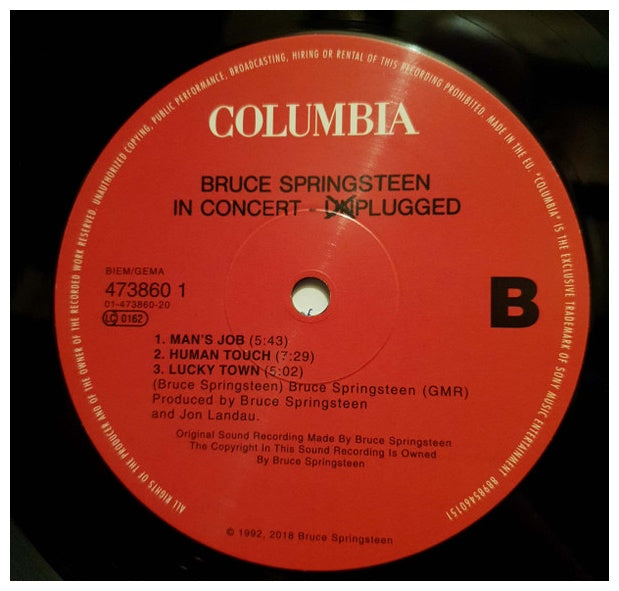 ALL RIGHTS OF THE PRODUCER AND OF THE OWNER OF THE RECORDED WORK RESERVED. UNAUTHORIZED COPYING, PUBLIC PERFORMANCE, BROADCASTING, HIRING OR RENTAL OF THIS RECORDING PROHIBITED. MADE IN THE EU. "COLUMBIA" IS THE EXCLUSIVE TRADEMARK OF SONY MUSIC ENTERTAINMENT 88985460151
COLUMBIA
BRUCE SPRINGSTEEN
IN CONCERT - UNPLUGGED
BIEM/GEMA
473860 1
01-473860-20
LC 0162
B
1. MAN'S JOB (5:43)
2. HUMAN TOUCH (7:29)
3. LUCKY TOWN (5:02)
(Bruce Springsteen) Bruce Springsteen (GMR)
Produced by Bruce Springsteen
and Jon Landau.
Original Sound Recording Made By Bruce Springsteen
The Copyright In This Sound Recording Is Owned
By Bruce Springsteen
© 1992, 2018 Bruce Springsteen